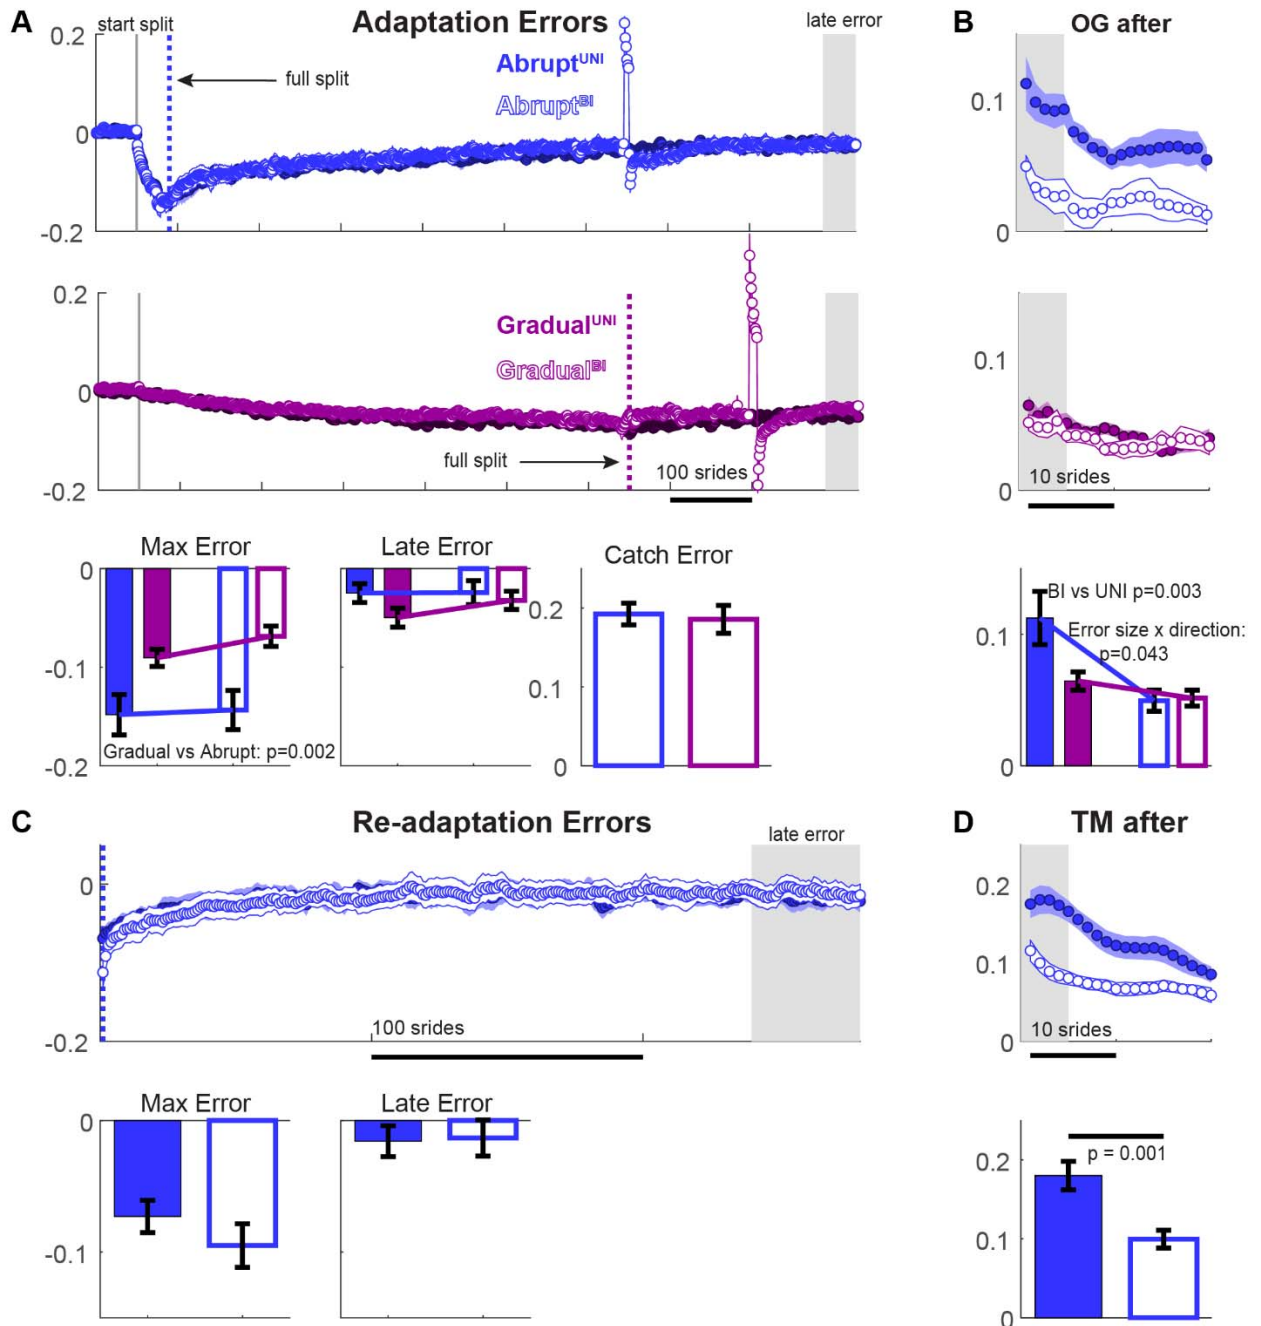 A
Adaptation Errors
start split
late error
B
OG after
0.2
0
-0.2
full split
Abrupt^UNI
Abrupt^BI
0.1
0
0.2
0
-0.2
Gradual^UNI
Gradual^BI
full split
100 srides
0.1
0
10 srides
Max Error
0
-0.1
-0.2
Gradual vs Abrupt: p=0.002
Late Error
Catch Error
0.2
0.1
0
BI vs UNI p=0.003
Error size x direction:
p=0.043
0.1
0
C
Re-adaptation Errors
late error
D
TM after
0
-0.2
100 srides
0.2
0.1
0
10 srides
Max Error
0
-0.1
Late Error
p = 0.001
0.2
0.1
0